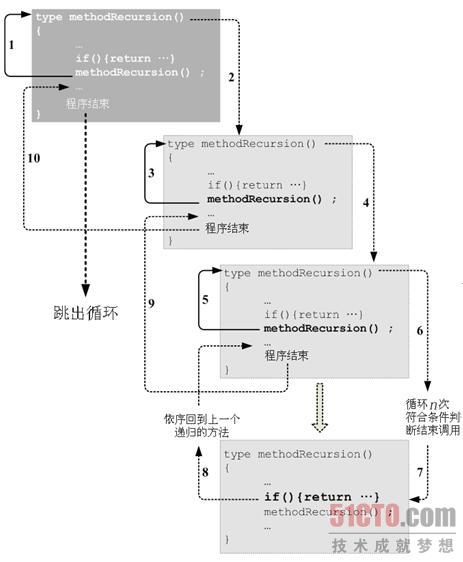 type methodRecursion()
{
…
if(){return …}
methodRecursion() ;
…
程序结束
}
1
2
10
type methodRecursion()
{
…
if(){return …}
methodRecursion() ;
…
程序结束
}
3
4
9
跳出循环
type methodRecursion()
{
…
if(){return …}
methodRecursion() ;
…
程序结束
}
5
6
依序回到上一个
递归的方法
循环n次
符合条件判
断结束调用
8
7
type methodRecursion()
{
…
if(){return …}
methodRecursion() ;
…
}
51CTO.com
技术成就梦想